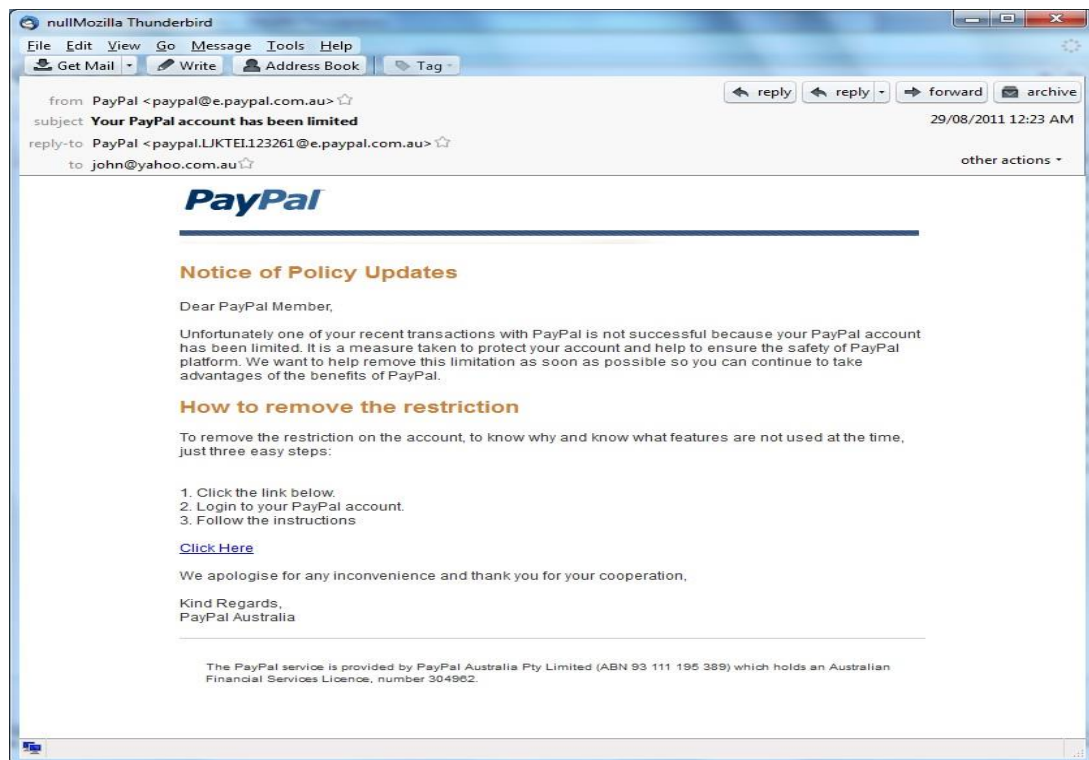 nullMozilla Thunderbird
File Edit View Go Message Tools Help
Get Mail Write Address Book Tag
from PayPal <paypal@e.paypal.com.au> reply reply forward archive
subject Your PayPal account has been limited 29/08/2011 12:23 AM
reply-to PayPal <paypal.LJKTEI.123261@e.paypal.com.au>
to john@yahoo.com.au other actions
PayPal
Notice of Policy Updates
Dear PayPal Member,
Unfortunately one of your recent transactions with PayPal is not successful because your PayPal account
has been limited. It is a measure taken to protect your account and help to ensure the safety of PayPal
platform. We want to help remove this limitation as soon as possible so you can continue to take
advantages of the benefits of PayPal.
How to remove the restriction
To remove the restriction on the account, to know why and know what features are not used at the time,
just three easy steps:
1. Click the link below.
2. Login to your PayPal account.
3. Follow the instructions
Click Here
We apologise for any inconvenience and thank you for your cooperation,
Kind Regards,
PayPal Australia
The PayPal service is provided by PayPal Australia Pty Limited (ABN 93 111 195 389) which holds an Australian
Financial Services Licence, number 304962.